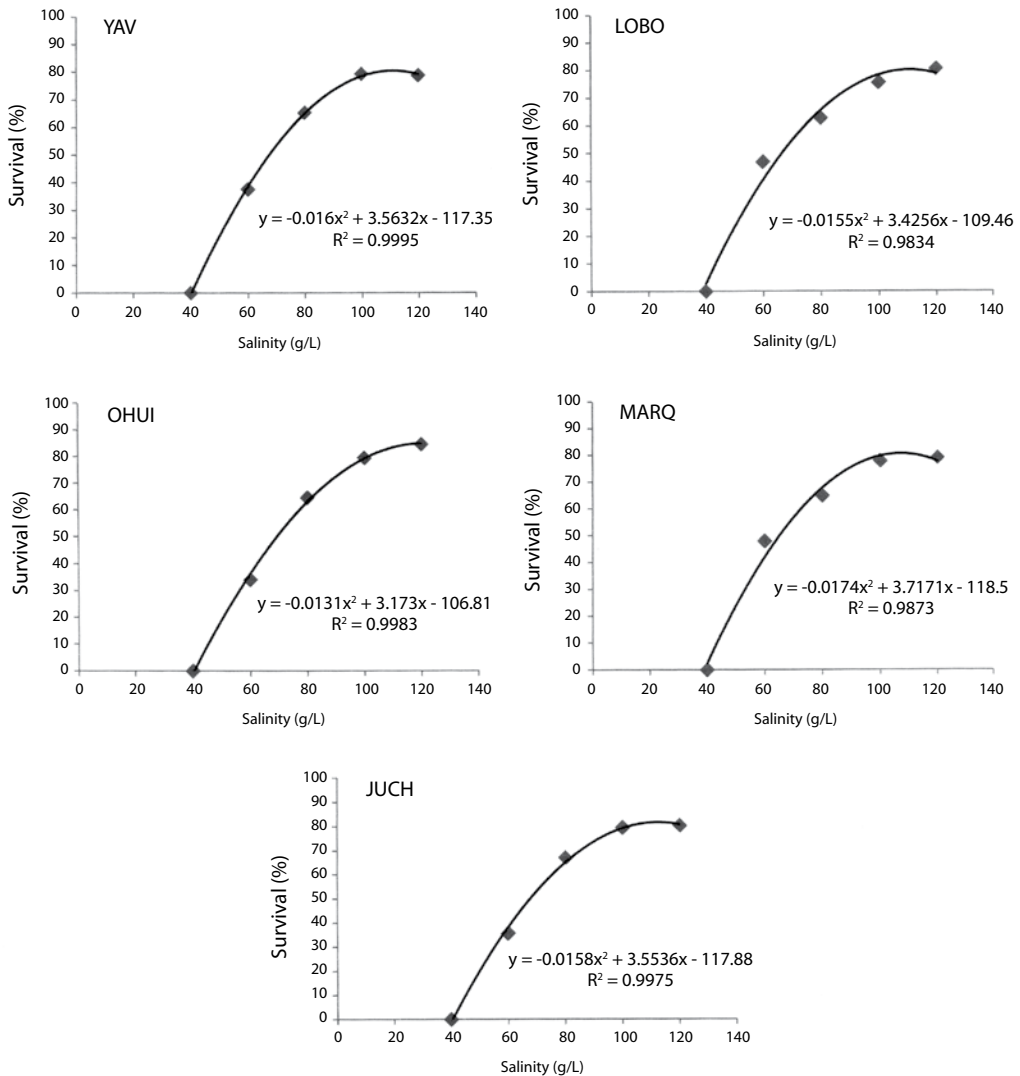 YAV
100
90
80
70
60
50
40
30
20
10
0
Survival (%)
0 20 40 60 80 100 120 140
Salinity (g/L)
y = -0.016x² + 3.5632x - 117.35
R² = 0.9995
LOBO
100
90
80
70
60
50
40
30
20
10
0
Survival (%)
0 20 40 60 80 100 120 140
Salinity (g/L)
y = -0.0155x² + 3.4256x - 109.46
R² = 0.9834
OHUI
100
90
80
70
60
50
40
30
20
10
0
Survival (%)
0 20 40 60 80 100 120 140
Salinity (g/L)
y = -0.0131x² + 3.173x - 106.81
R² = 0.9983
MARQ
100
90
80
70
60
50
40
30
20
10
0
Survival (%)
0 20 40 60 80 100 120 140
Salinity (g/L)
y = -0.0174x² + 3.7171x - 118.5
R² = 0.9873
JUCH
100
90
80
70
60
50
40
30
20
10
0
Survival (%)
0 20 40 60 80 100 120 140
Salinity (g/L)
y = -0.0158x² + 3.5536x - 117.88
R² = 0.9975